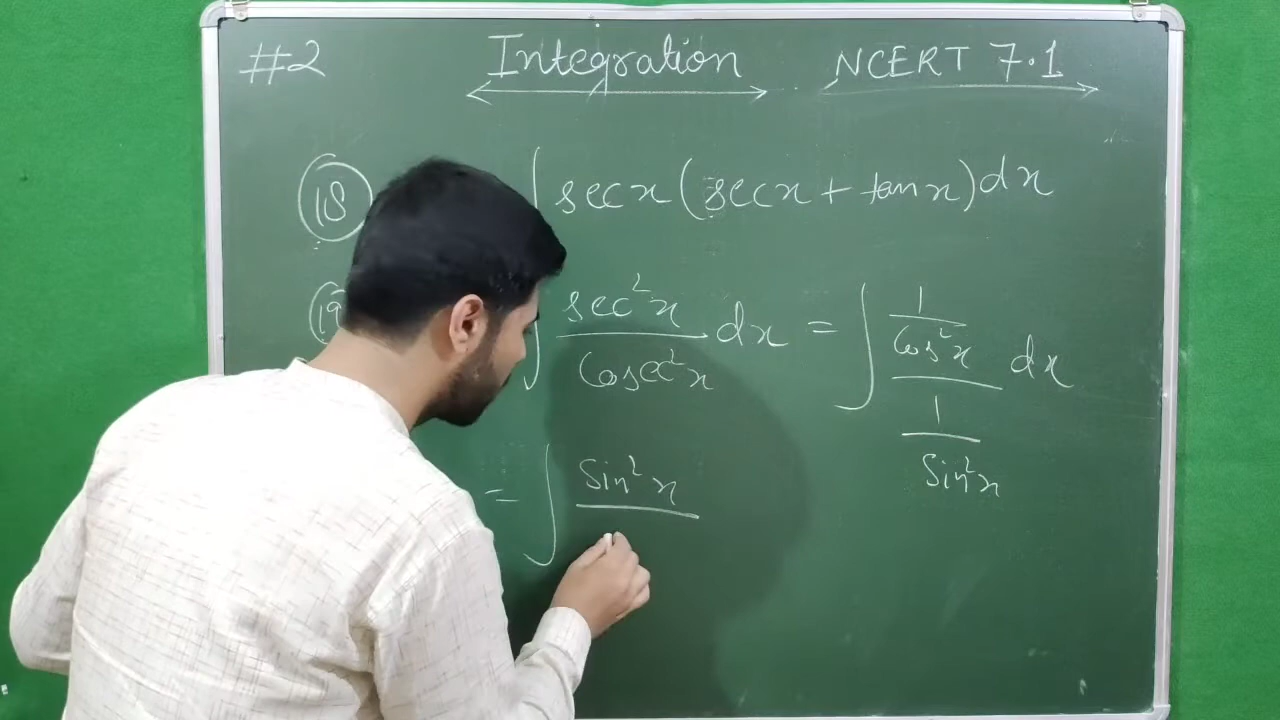 #2 Integration NCERT 7.1
(18) ∫ secx (secx + tanx) dx
(19) ∫ sec²x / Cosec²x dx = ∫ (1 / Cos²x) / (1 / Sin²x) dx
= ∫ Sin²x /